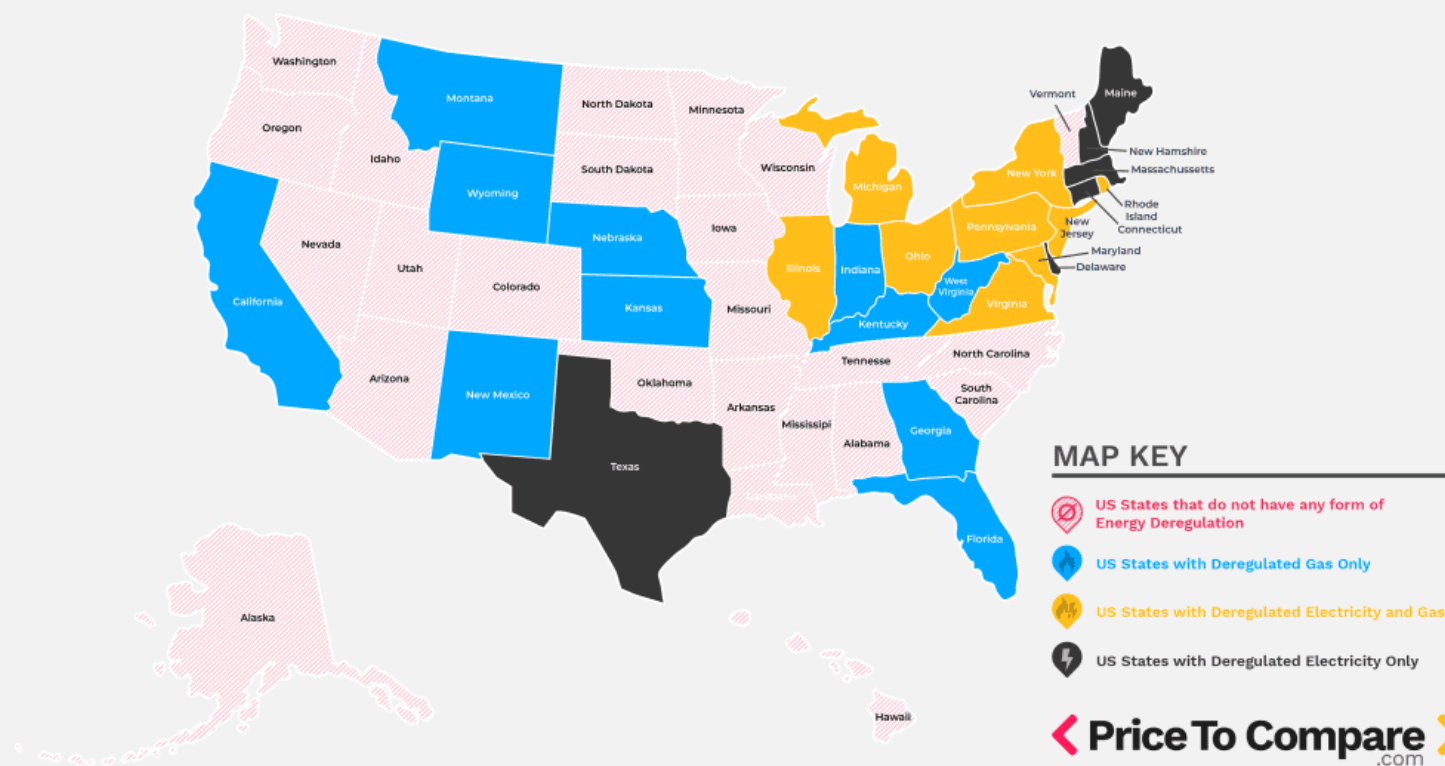 Washington
Oregon
Idaho
Montana
North Dakota
Minnesota
South Dakota
Wyoming
Wisconsin
Michigan
Vermont
Maine
New Hamshire
Massachussetts
New York
Rhode
Island
Connecticut
New
Jersey
Pennsylvania
Maryland
Delaware
Iowa
Nebraska
Nevada
Utah
Colorado
California
Kansas
Missouri
Illinois
Indiana
Ohio
West
Virginia
Virginia
Kentucky
Tennesse
North Carolina
South
Carolina
Arizona
New Mexico
Oklahoma
Arkansas
Mississipi
Alabama
Georgia
Texas
Louisiana
Florida
Alaska
Hawaii
MAP KEY
US States that do not have any form of
Energy Deregulation
US States with Deregulated Gas Only
US States with Deregulated Electricity and Gas
US States with Deregulated Electricity Only
Price To Compare
.com